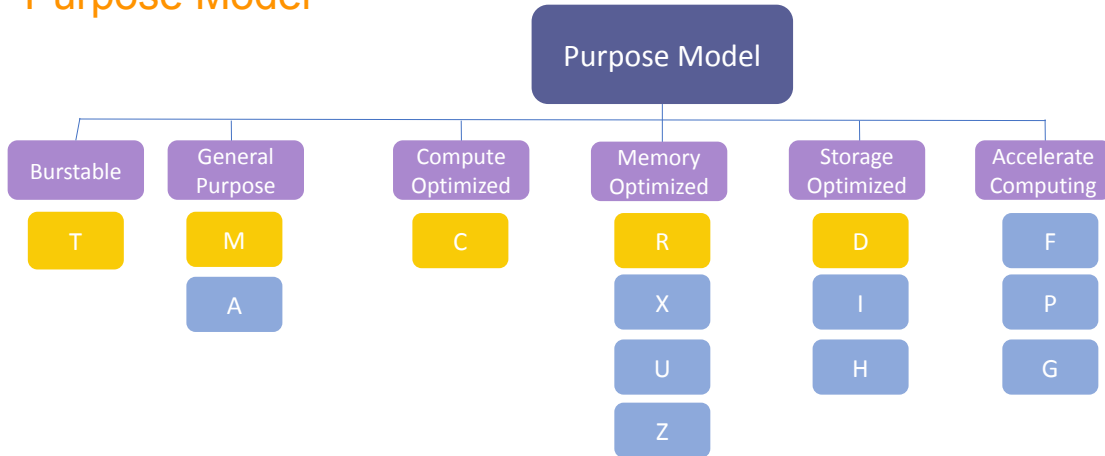 Purpose Model
Purpose Model
Burstable
General
Purpose
Compute
Optimized
Memory
Optimized
Storage
Optimized
Accelerate
Computing
T
M
C
R
D
F
A
X
I
P
U
H
G
Z